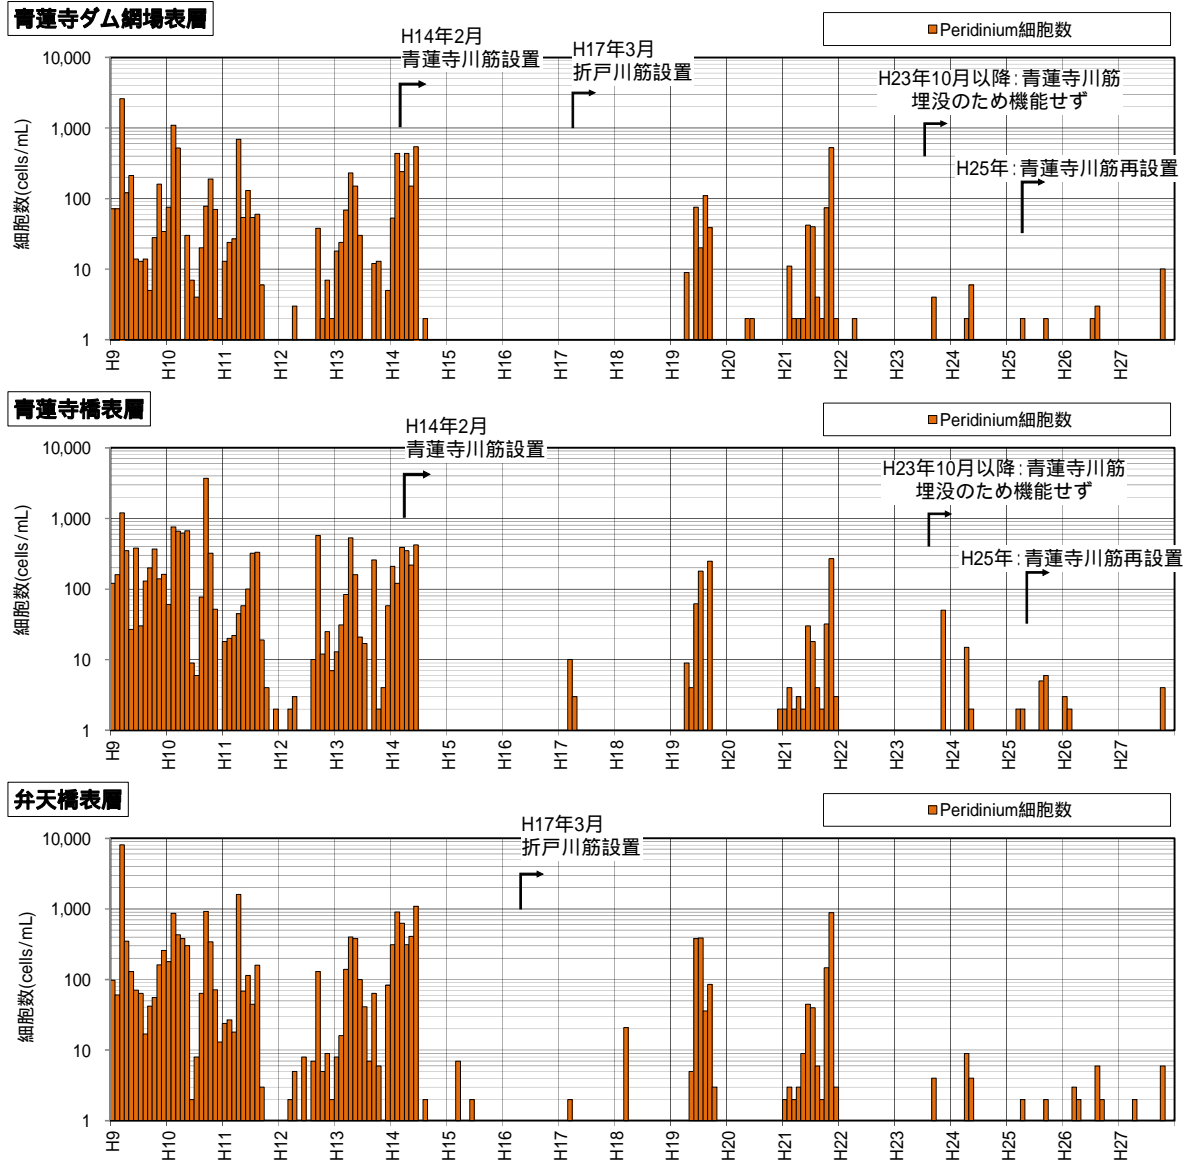 青蓮寺ダム網場表層
Peridinium細胞数
H14年2月
青蓮寺川筋設置
H17年3月
折戸川筋設置
H23年10月以降：青蓮寺川筋
埋没のため機能せず
H25年：青蓮寺川筋再設置
細胞数(cells/mL)
10,000
1,000
100
10
1
H9 H10 H11 H12 H13 H14 H15 H16 H17 H18 H19 H20 H21 H22 H23 H24 H25 H26 H27
青蓮寺橋表層
Peridinium細胞数
H14年2月
青蓮寺川筋設置
H23年10月以降：青蓮寺川筋
埋没のため機能せず
H25年：青蓮寺川筋再設置
細胞数(cells/mL)
10,000
1,000
100
10
1
H9 H10 H11 H12 H13 H14 H15 H16 H17 H18 H19 H20 H21 H22 H23 H24 H25 H26 H27
弁天橋表層
Peridinium細胞数
H17年3月
折戸川筋設置
細胞数(cells/mL)
10,000
1,000
100
10
1
H9 H10 H11 H12 H13 H14 H15 H16 H17 H18 H19 H20 H21 H22 H23 H24 H25 H26 H27